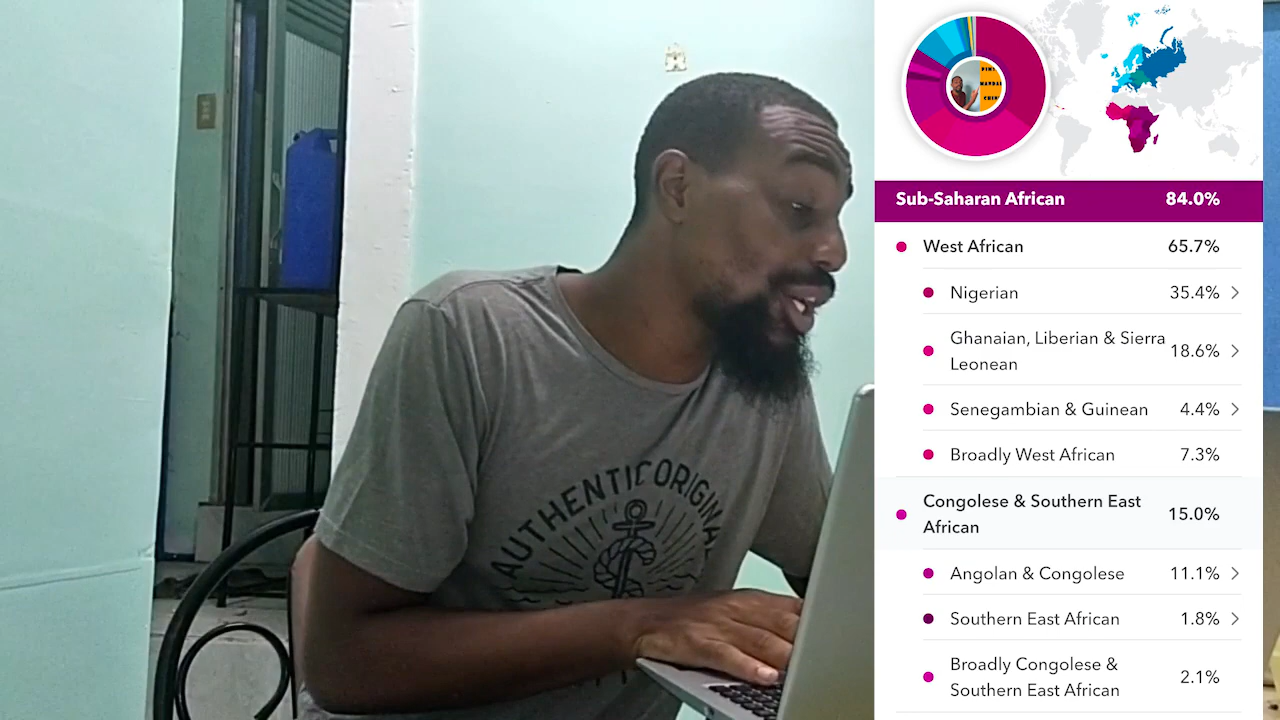 AUTHENTIC ORIGINAL
Sub-Saharan African 84.0%
West African 65.7%
Nigerian 35.4%
Ghanaian, Liberian & Sierra
Leonean 18.6%
Senegambian & Guinean 4.4%
Broadly West African 7.3%
Congolese & Southern East
African 15.0%
Angolan & Congolese 11.1%
Southern East African 1.8%
Broadly Congolese &
Southern East African 2.1%